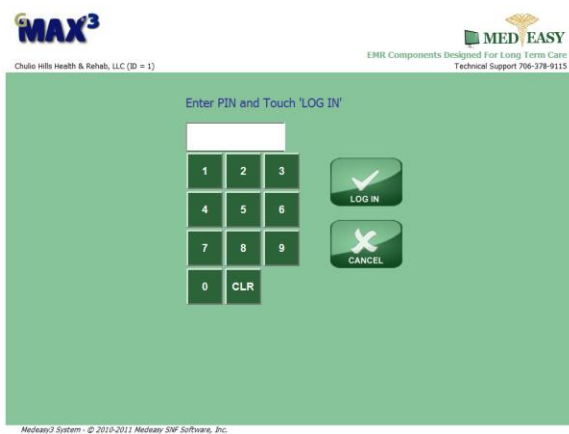 GMAX³
MED EASY
EMR Components Designed For Long Term Care
Chulio Hills Health & Rehab, LLC (ID = 1)
Technical Support 706-378-9115
Enter PIN and Touch 'LOG IN'
1 2 3
LOG IN
4 5 6
7 8 9
CANCEL
0 CLR
Medeasy3 System - © 2010-2011 Medeasy SNF Software, Inc.